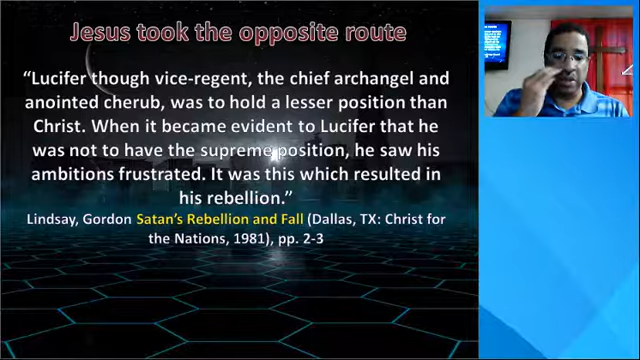 Jesus took the opposite route
“Lucifer though vice-regent, the chief archangel and
anointed cherub, was to hold a lesser position than
Christ. When it became evident to Lucifer that he
was not to have the supreme position, he saw his
ambitions frustrated. It was this which resulted in
his rebellion.”
Lindsay, Gordon Satan’s Rebellion and Fall (Dallas, TX: Christ for
the Nations, 1981), pp. 2-3